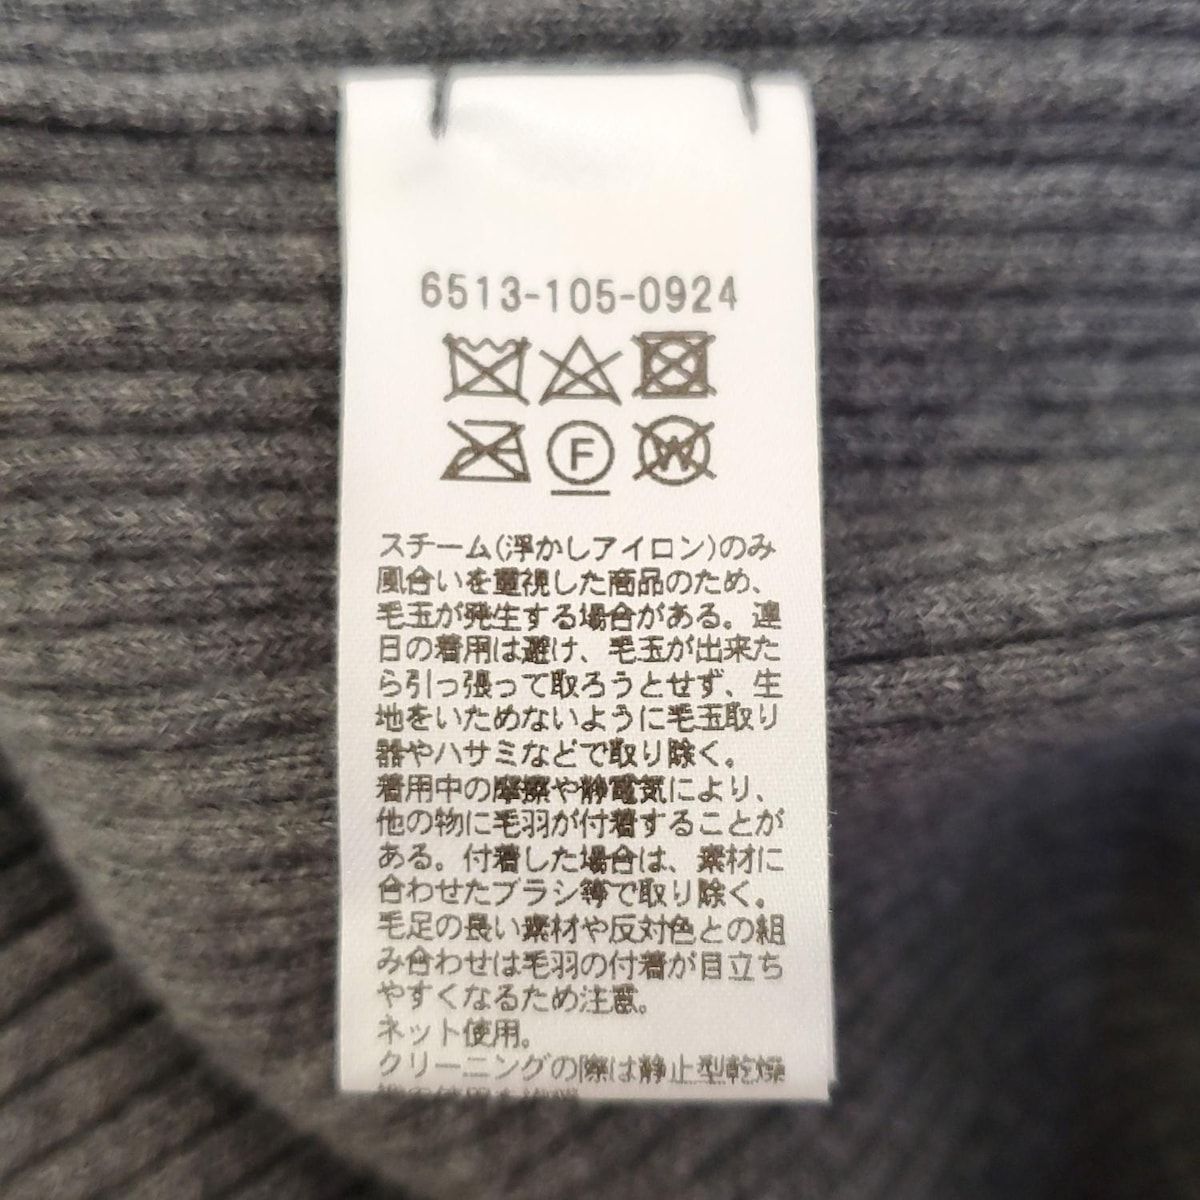 6513-105-0924
F
W
スチーム(浮かしアイロン)のみ
風合いを重視した商品のため、
毛玉が発生する場合がある。連
日の着用は避け、毛玉が出来た
ら引っ張って取ろうとせず、生
地をいためないように毛玉取り
器やハサミなどで取り除く。
着用中の摩擦や静電気により、
他の物に毛羽が付着することが
ある。付着した場合は、素材に
合わせたブラシ等で取り除く。
毛足の長い素材や反対色との組
み合わせは毛羽の付着が目立ち
やすくなるため注意。
ネット使用。
クリーニングの際は静止型乾燥